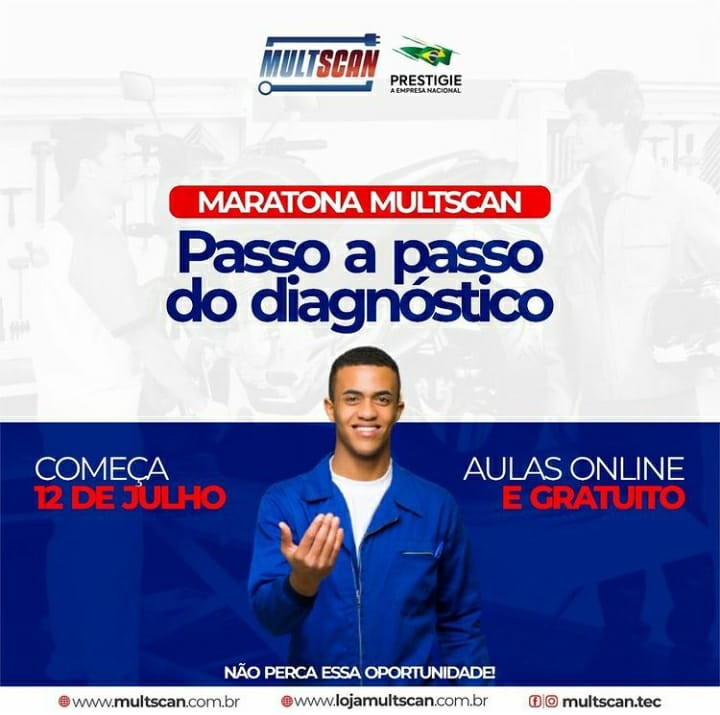 MULTSCAN
PRESTIGIE
A EMPRESA NACIONAL
MARATONA MULTSCAN
Passo a passo
do diagnóstico
COMEÇA
12 DE JULHO
AULAS ONLINE
E GRATUITO
NÃO PERCA ESSA OPORTUNIDADE!
www.multscan.com.br
www.lojamultscan.com.br
multscan.tec